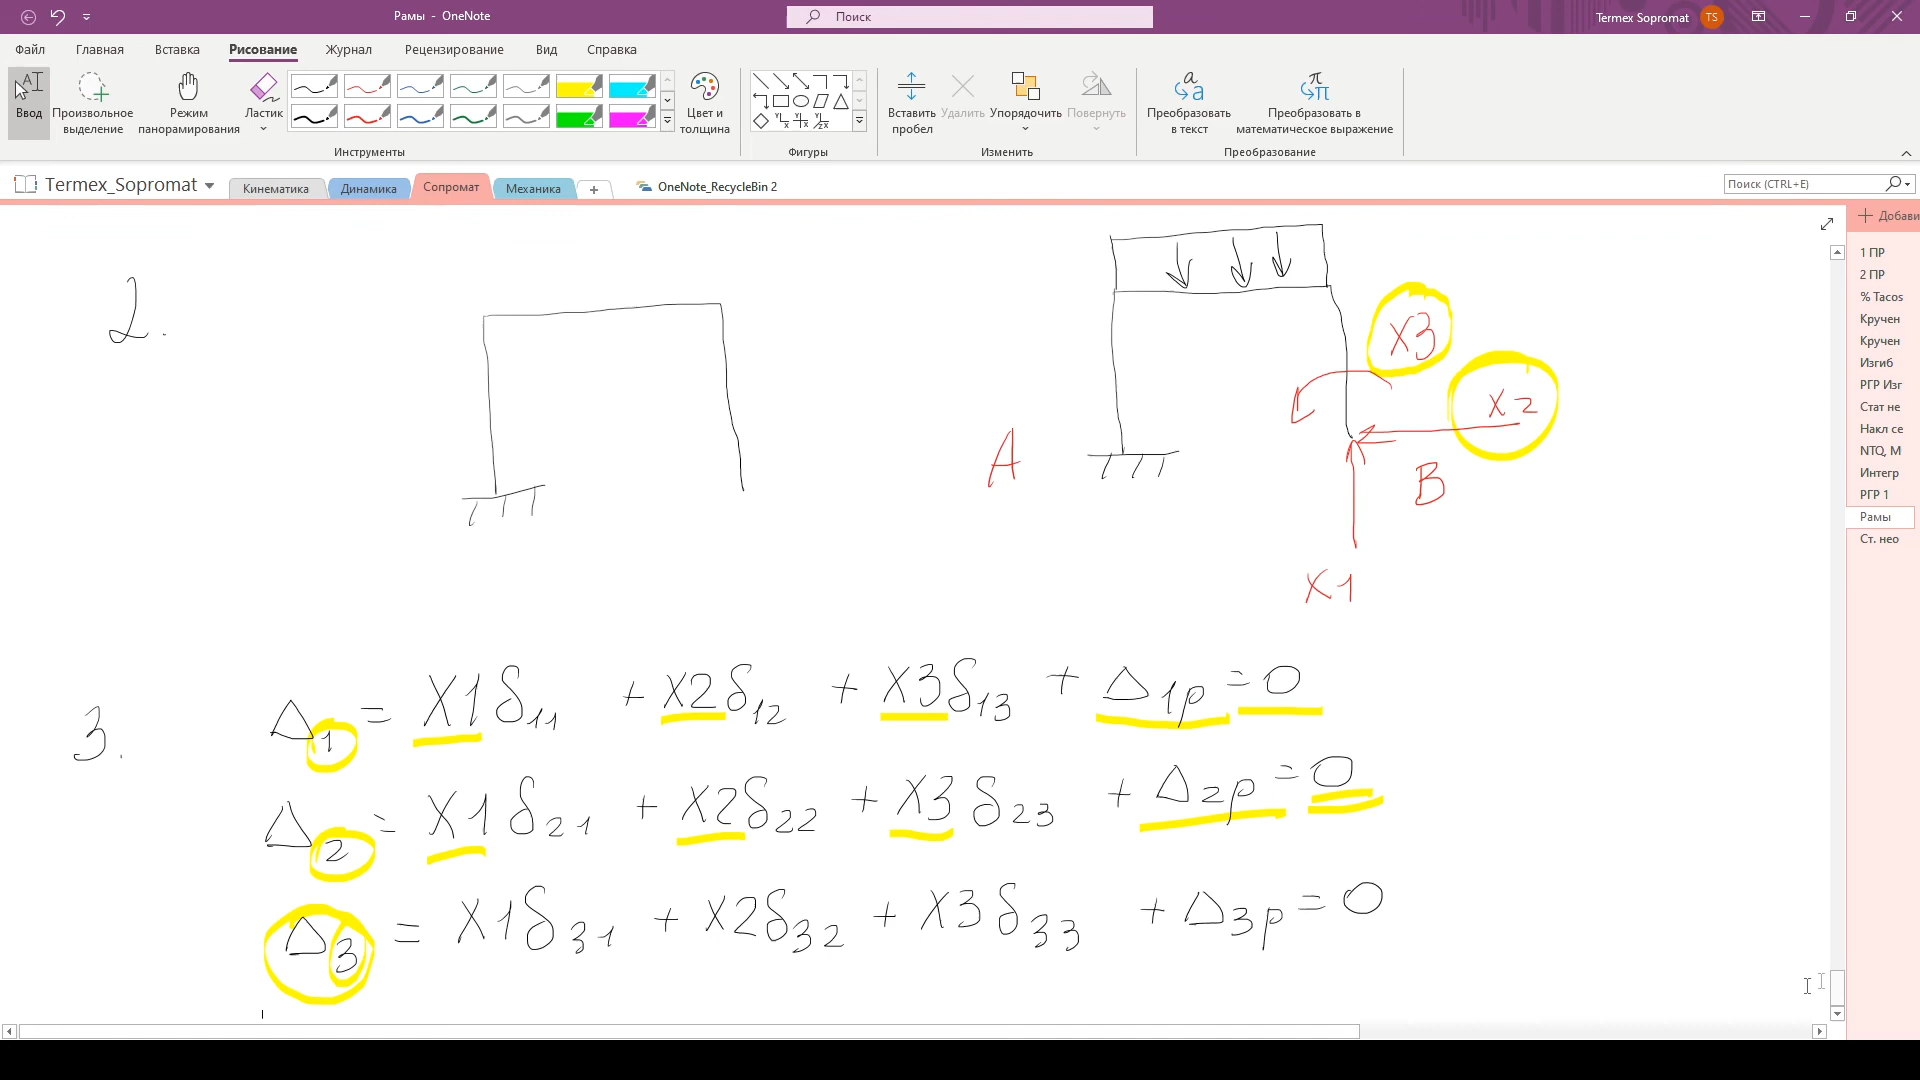 Рамы - OneNote
Поиск
Termex Sopromat
TS
Файл
Главная
Вставка
Рисование
Журнал
Рецензирование
Вид
Справка
Ввод
Произвольное выделение
Режим панорамирования
Ластик
Цвет и толщина
Вставить пробел
Удалить
Упорядочить
Повернуть
Преобразовать в текст
Преобразовать в математическое выражение
Инструменты
Фигуры
Изменить
Преобразование
Termex_Sopromat
Кинематика
Динамика
Сопромат
Механика
OneNote_RecycleBin 2
Поиск (CTRL+E)
Добави
1 ПР
2 ПР
% Tacos
Кручен
Кручен
Изгиб
РГР Изг
Стат не
Накл се
NTQ, M
Интегр
РГР 1
Рамы
Ст. нео
2.
X3
X2
A
B
X1
3.
Δ1 = X1δ11 + X2δ12 + X3δ13 + Δ1p = 0
Δ2 = X1δ21 + X2δ22 + X3δ23 + Δ2p = 0
Δ3 = X1δ31 + X2δ32 + X3δ33 + Δ3p = 0